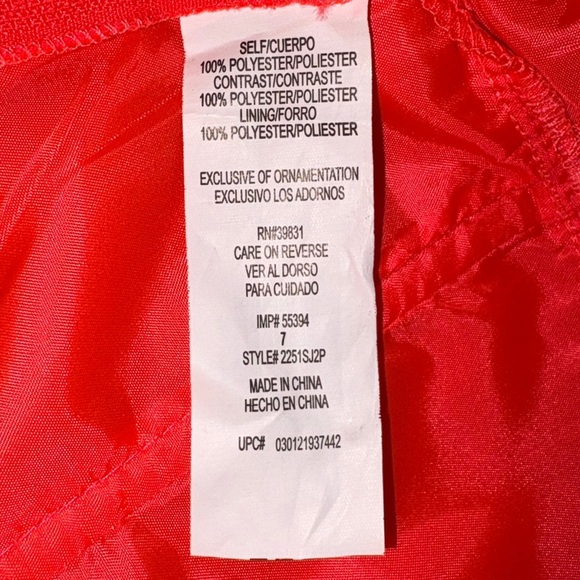 SELF/CUERPO
100% POLYESTER/POLIESTER
CONTRAST/CONTRASTE
100% POLYESTER/POLIESTER
LINING/FORRO
100% POLYESTER/POLIESTER
EXCLUSIVE OF ORNAMENTATION
EXCLUSIVO LOS ADORNOS
RN#39831
CARE ON REVERSE
VER AL DORSO
PARA CUIDADO
IMP# 55394
7
STYLE# 2251SJ2P
MADE IN CHINA
HECHO EN CHINA
UPC# 030121937442